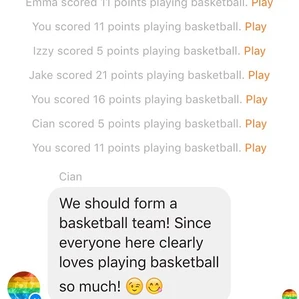 Emma scored 11 points playing basketball. Play
You scored 11 points playing basketball. Play
Izzy scored 5 points playing basketball. Play
Jake scored 21 points playing basketball. Play
You scored 16 points playing basketball. Play
Cian scored 5 points playing basketball. Play
You scored 11 points playing basketball. Play
Cian
We should form a
basketball team! Since
everyone here clearly
loves playing basketball
so much! 😉😋